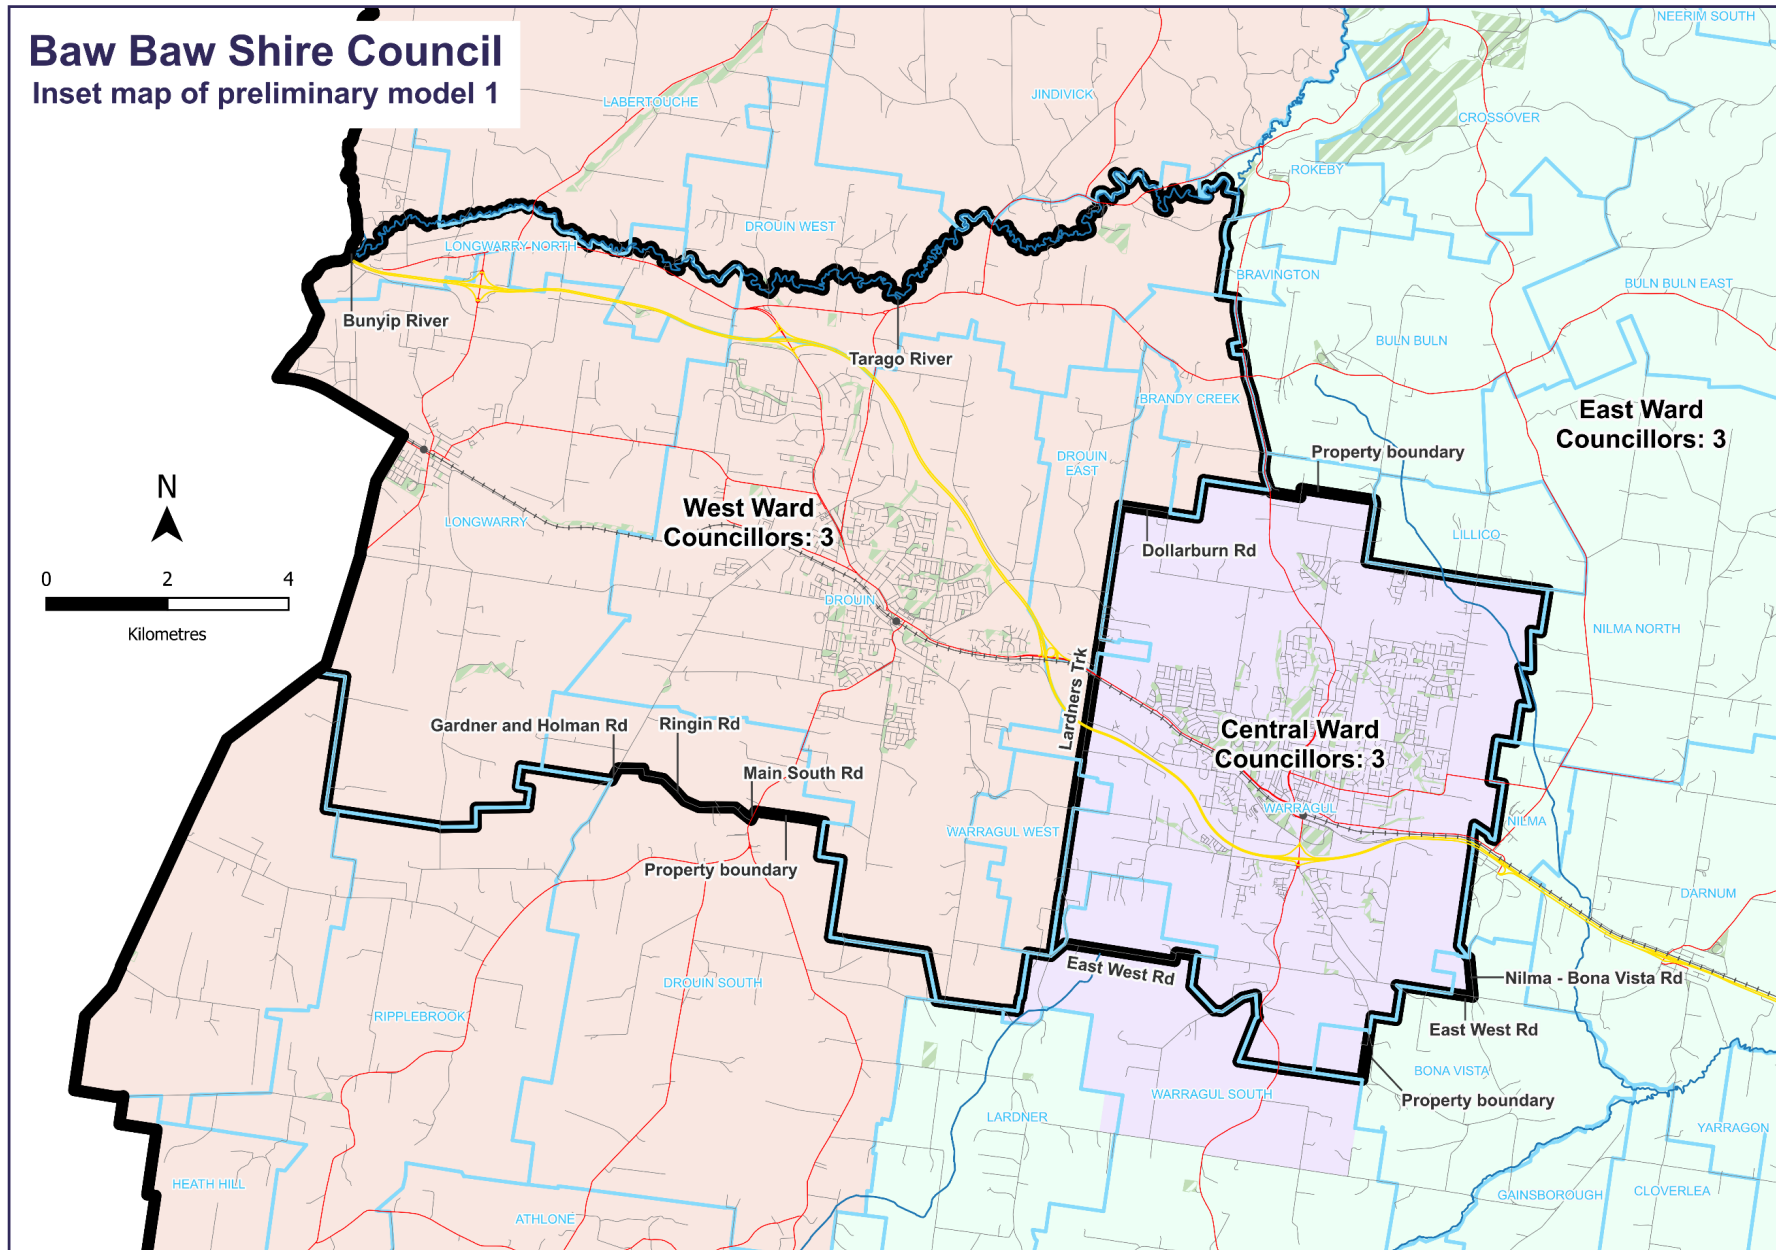 Baw Baw Shire Council
Inset map of preliminary model 1
NEERIM SOUTH
LABERTOUCHE
JINDIVICK
CROSSOVER
ROKEBY
DROUIN WEST
LONGWARRY NORTH
BRAVINGTON
BULN BULN EAST
Bunyip River
BULN BULN
Tarago River
BRANDY CREEK
East Ward
Councillors: 3
DROUIN
EAST
Property boundary
N
West Ward
Councillors: 3
LONGWARRY
LILLICO
Dollarburn Rd
0 2 4
Kilometres
DROUIN
NILMA NORTH
Lardners Trk
Gardner and Holman Rd
Ringin Rd
Central Ward
Councillors: 3
Main South Rd
WARRAGUL
NILMA
WARRAGUL WEST
Property boundary
DARNUM
East West Rd
Nilma - Bona Vista Rd
DROUIN SOUTH
RIPPLEBROOK
East West Rd
BONA VISTA
WARRAGUL SOUTH
Property boundary
LARDNER
YARRAGON
HEATH HILL
GAINSBOROUGH
CLOVERLEA
ATHLONE